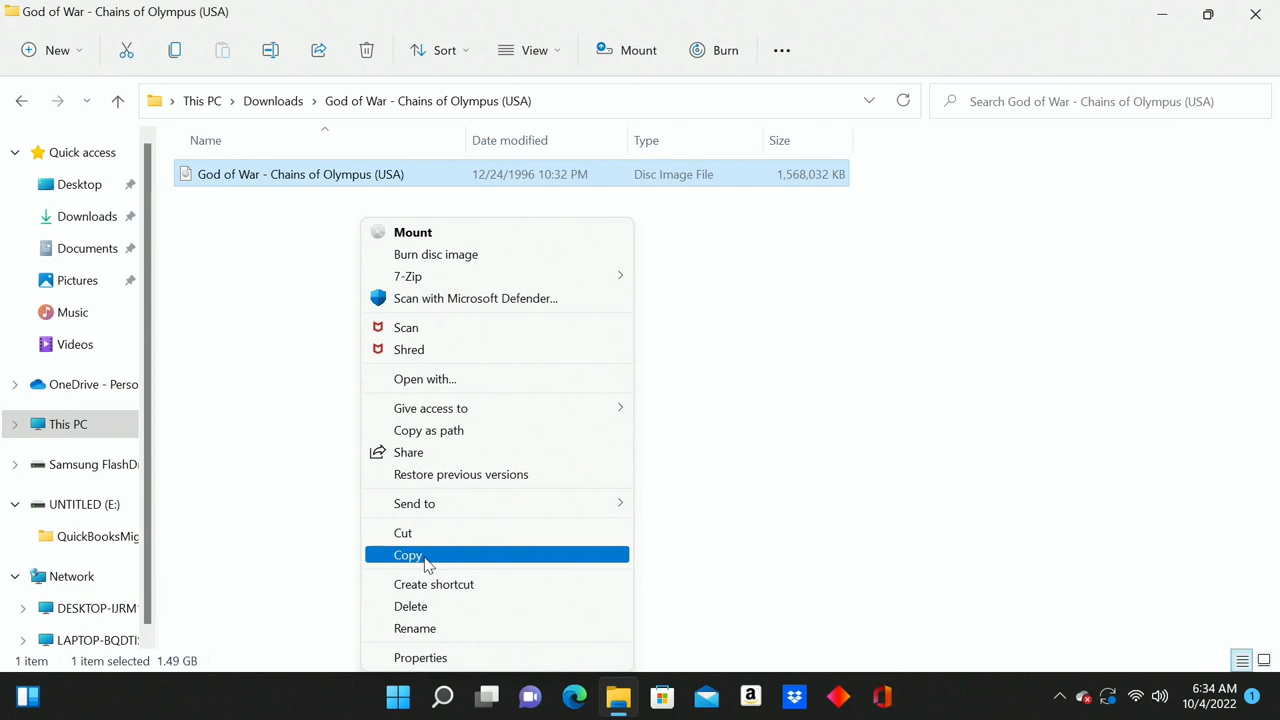 God of War - Chains of Olympus (USA)
New
Sort
View
Mount
Burn
This PC > Downloads > God of War - Chains of Olympus (USA)
Search God of War - Chains of Olympus (USA)
Name
Date modified
Type
Size
God of War - Chains of Olympus (USA)
12/24/1996 10:32 PM
Disc Image File
1,568,032 KB
Quick access
Desktop
Downloads
Documents
Pictures
Music
Videos
OneDrive - Perso
This PC
Samsung FlashD
UNTITLED (E:)
QuickBooksMig
Network
DESKTOP-IJRM
LAPTOP-BQDTI
Mount
Burn disc image
7-Zip
Scan with Microsoft Defender...
Scan
Shred
Open with...
Give access to
Copy as path
Share
Restore previous versions
Send to
Cut
Copy
Create shortcut
Delete
Rename
Properties
1 item
1 item selected 1.49 GB
6:34 AM
10/4/2022
1